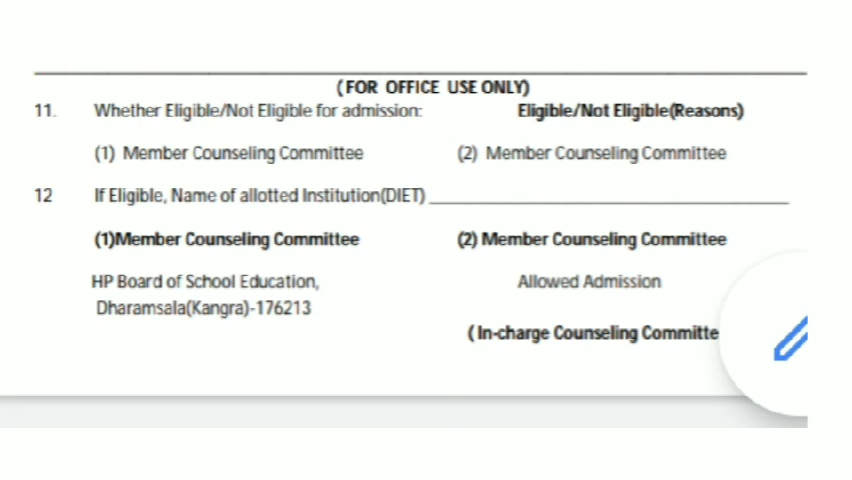 (FOR OFFICE USE ONLY)
11. Whether Eligible/Not Eligible for admission: Eligible/Not Eligible(Reasons)
(1) Member Counseling Committee (2) Member Counseling Committee
12 If Eligible, Name of allotted Institution(DIET)
(1)Member Counseling Committee (2) Member Counseling Committee
HP Board of School Education, Allowed Admission
Dharamsala(Kangra)-176213
( In-charge Counseling Committe